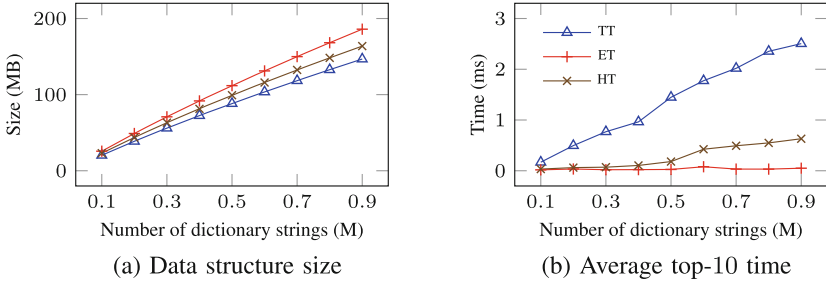 200
100
0
Size (MB)
0.1 0.3 0.5 0.7 0.9
Number of dictionary strings (M)
(a) Data structure size
3
2
1
0
Time (ms)
TT
ET
HT
0.1 0.3 0.5 0.7 0.9
Number of dictionary strings (M)
(b) Average top-10 time